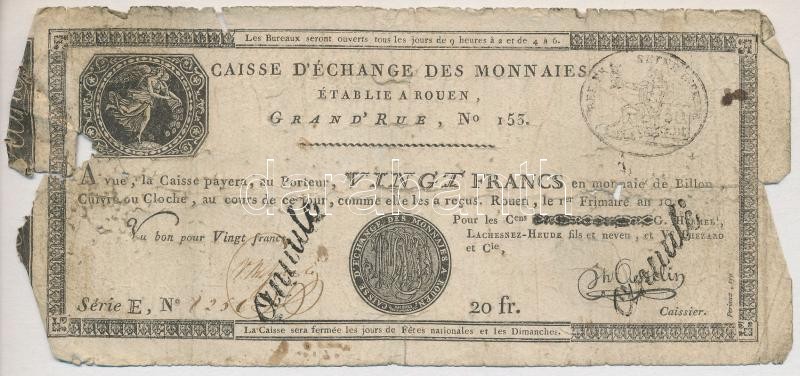 Les Bureaux seront ouverts tous les jours de 9 heures à 2 et de 4 à 6.
CAISSE D'ÉCHANGE DES MONNAIES
ÉTABLIE A ROUEN,
GRAND'RUE, No 153.
A vue, la Caisse payera, au Porteur, VINGT FRANCS en monnaie de Billon,
Cuivre ou Cloche, au cours de ce jour, comme elle les a reçus. Rouen, le 1er Frimaire an 10.
Pour les Cens G. HUMEL,
Vu bon pour Vingt francs
LACHESNEZ-HEUDE fils et neveu, et
et Cie,
Annulé
Annulé
CAISSE D'ÉCHANGE DES MONNAIES A ROUEN
Série E, No
20 fr.
Caissier.
La Caisse sera fermée les jours de Fêtes nationales et les Dimanches.
darabanth